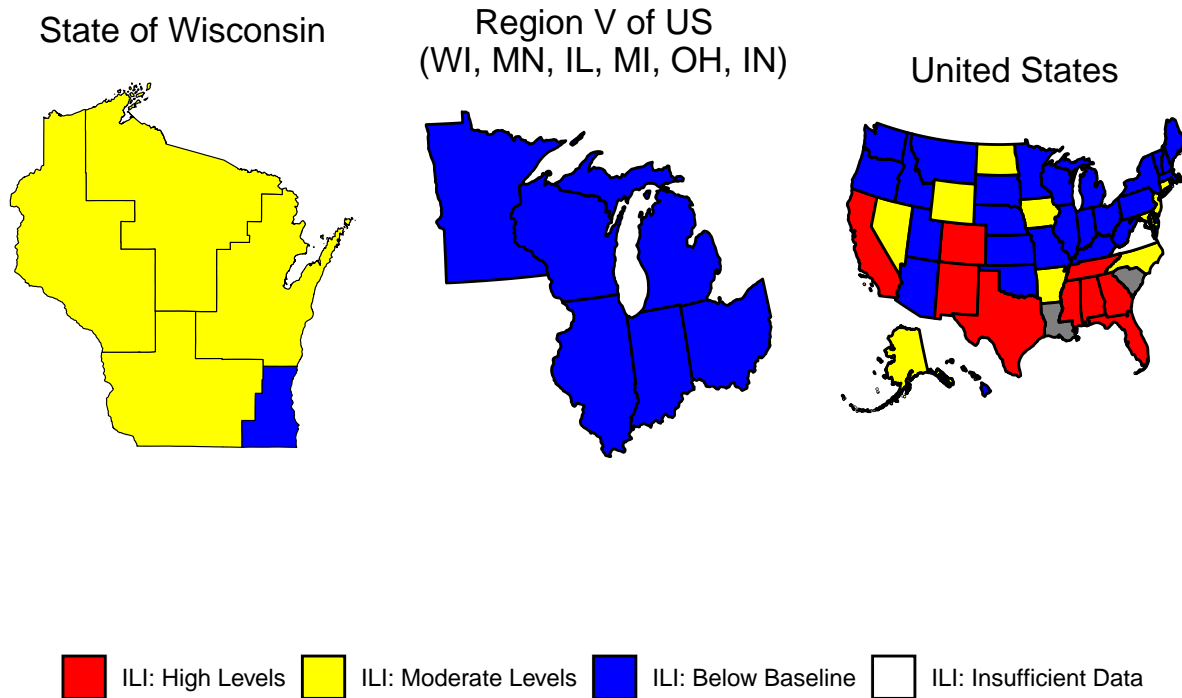 State of Wisconsin
Region V of US
(WI, MN, IL, MI, OH, IN)
United States
ILI: High Levels
ILI: Moderate Levels
ILI: Below Baseline
ILI: Insufficient Data